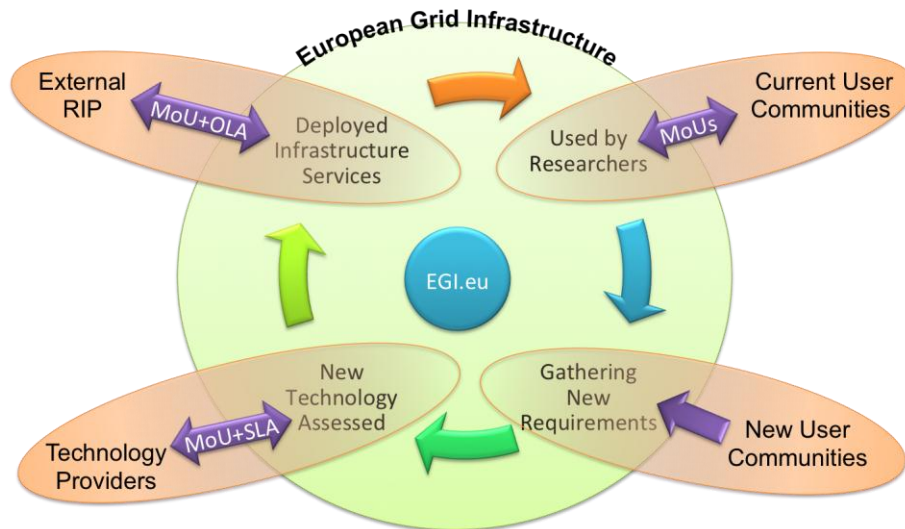 European Grid Infrastructure
External
RIP
MoU+OLA
Deployed
Infrastructure
Services
Used by
Researchers
MoUs
Current User
Communities
EGI.eu
New
Technology
Assessed
MoU+SLA
Technology
Providers
Gathering
New
Requirements
New User
Communities